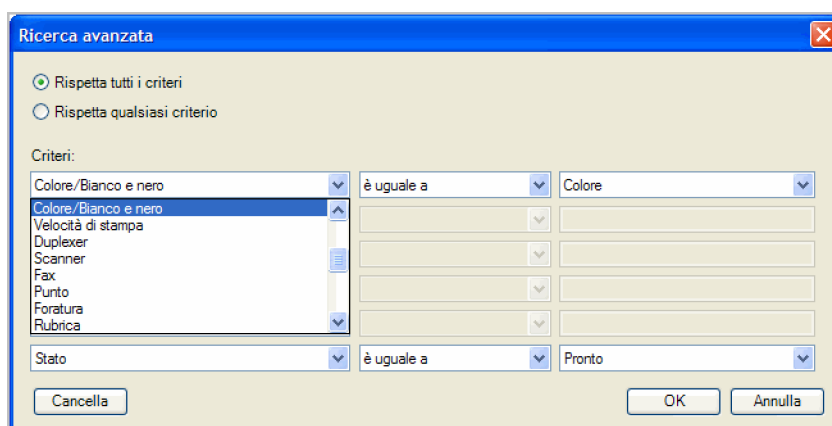 Ricerca avanzata
Rispetta tutti i criteri
Rispetta qualsiasi criterio
Criteri:
Colore/Bianco e nero è uguale a Colore
Colore/Bianco e nero
Velocità di stampa
Duplexer
Scanner
Fax
Punto
Foratura
Rubrica
Stato è uguale a Pronto
Cancella OK Annulla